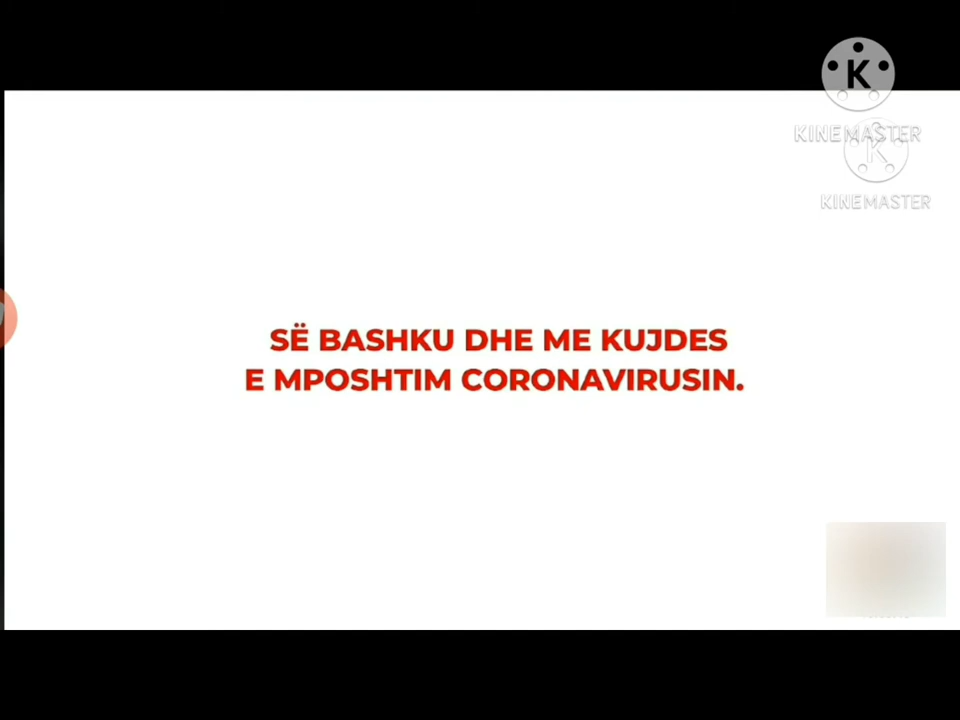 K
KINEMASTER
K
KINEMASTER
SË BASHKU DHE ME KUJDES
E MPOSHTIM CORONAVIRUSIN.